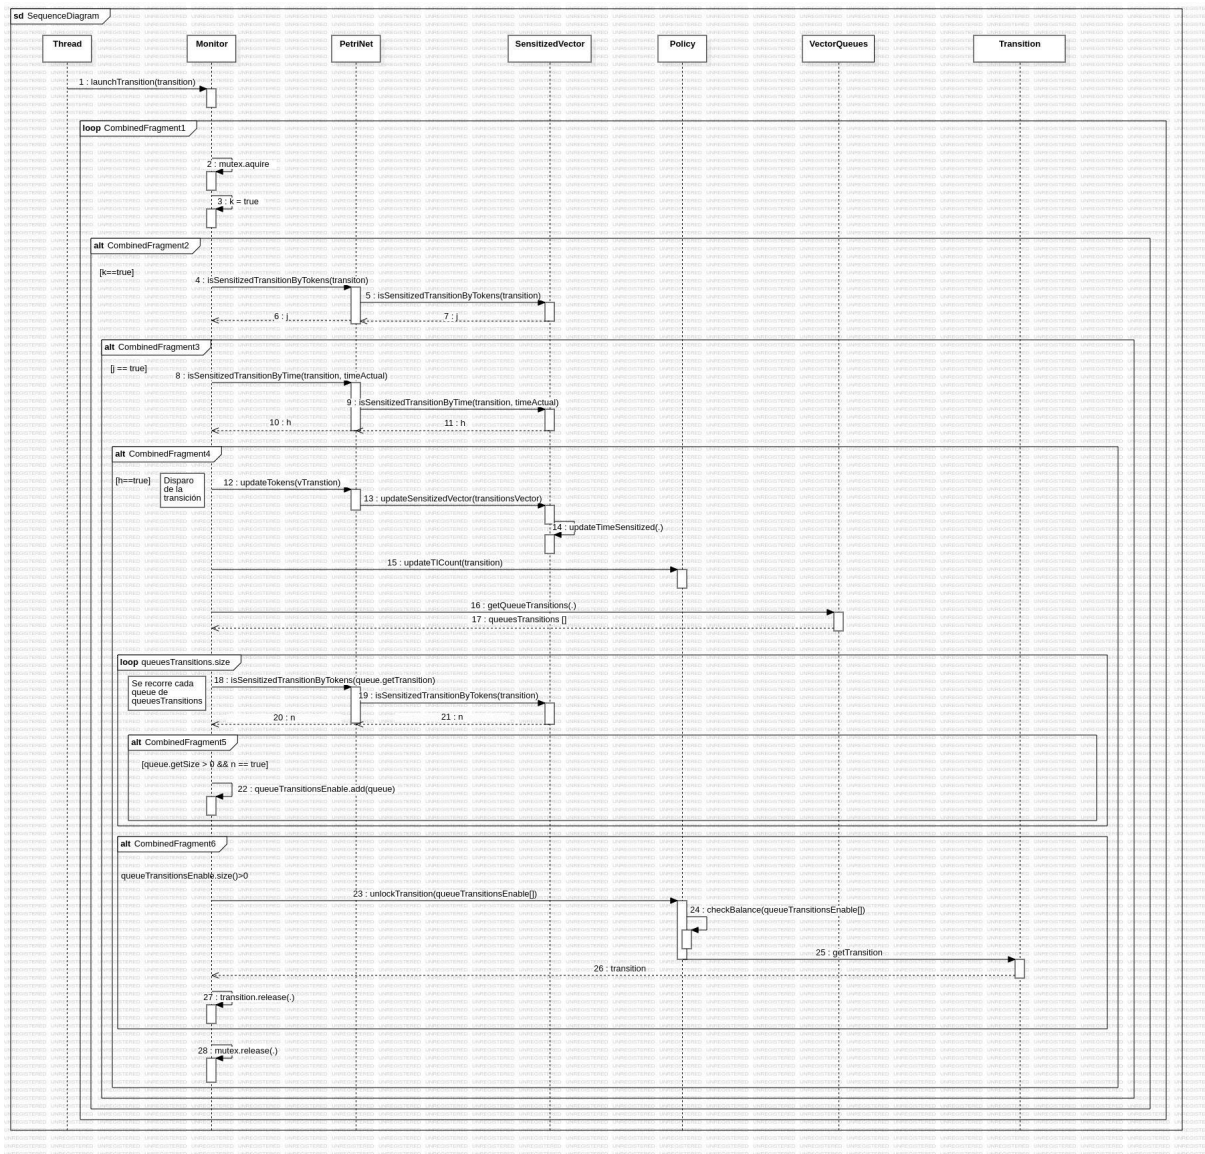 sd SequenceDiagram
Thread
Monitor
PetriNet
SensitizedVector
Policy
VectorQueues
Transition
1 : launchTransition(transition)
loop CombinedFragment1
2 : mutex.aquire
3 : k = true
alt CombinedFragment2
[k==true]
4 : isSensitizedTransitionByTokens(transiton)
5 : isSensitizedTransitionByTokens(transition)
6 : j
7 : j
alt CombinedFragment3
[j == true]
8 : isSensitizedTransitionByTime(transition, timeActual)
9 : isSensitizedTransitionByTime(transition, timeActual)
10 : h
11 : h
alt CombinedFragment4
[h==true]
Disparo
de la
transición
12 : updateTokens(vTranstion)
13 : updateSensitizedVector(transitionsVector)
14 : updateTimeSensitized(.)
15 : updateTICount(transition)
16 : getQueueTransitions(.)
17 : queuesTransitions []
loop queuesTransitions.size
Se recorre cada
queue de
queuesTransitions
18 : isSensitizedTransitionByTokens(queue.getTransition)
19 : isSensitizedTransitionByTokens(transition)
20 : n
21 : n
alt CombinedFragment5
[queue.getSize > 0 && n == true]
22 : queueTransitionsEnable.add(queue)
alt CombinedFragment6
queueTransitionsEnable.size()>0
23 : unlockTransition(queueTransitionsEnable[])
24 : checkBalance(queueTransitionsEnable[])
25 : getTransition
26 : transition
27 : transition.release(.)
28 : mutex.release(.)